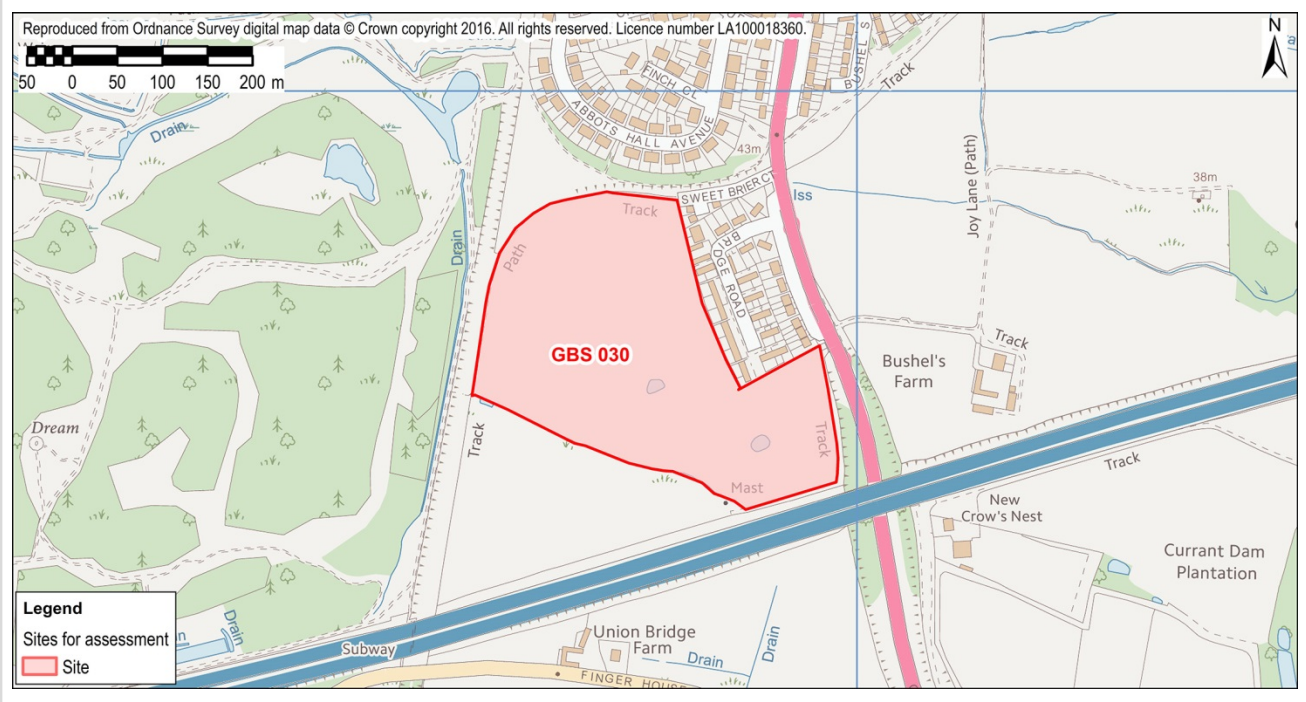 Reproduced from Ordnance Survey digital map data © Crown copyright 2016. All rights reserved. Licence number LA100018360.
50 0 50 100 150 200 m
N
FINCH CL
ABBOTS HALL AVENUE
43m
BUSHEL S
Track
Drain
Joy Lane (Path)
38m
SWEET BRIER CT
Iss
Track
Path
Drain
BRIDGE ROAD
GBS 030
Track
Bushel's
Farm
Dream
Track
Track
Mast
Track
New
Crow's Nest
Currant Dam
Plantation
Legend
Sites for assessment
Site
Drain
Subway
Union Bridge
Farm
Drain
Drain
FINGER HOUSE